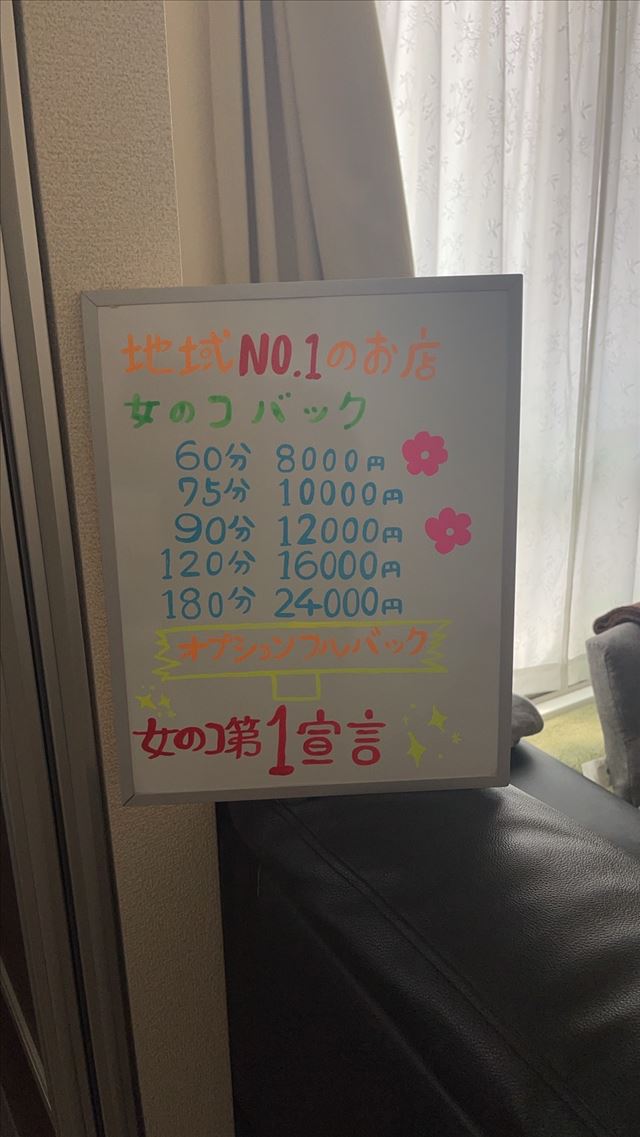 地域NO.1のお店
女のコバック
60分 8000円
75分 10000円
90分 12000円
120分 16000円
180分 24000円
オプションフルバック
女のコ第1宣言